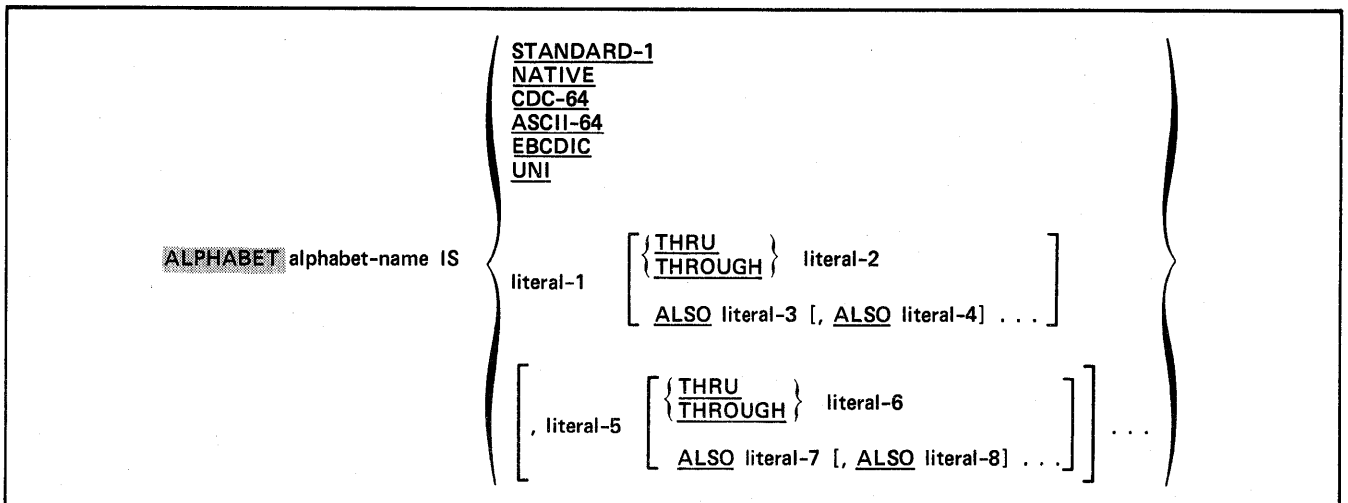 STANDARD-1
NATIVE
CDC-64
ASCII-64
EBCDIC
UNI
ALPHABET alphabet-name IS
literal-1 [ { THRU
THROUGH } literal-2
ALSO literal-3 [, ALSO literal-4] . . . ]
[ , literal-5 [ { THRU
THROUGH } literal-6
ALSO literal-7 [, ALSO literal-8] . . . ] ] . . .